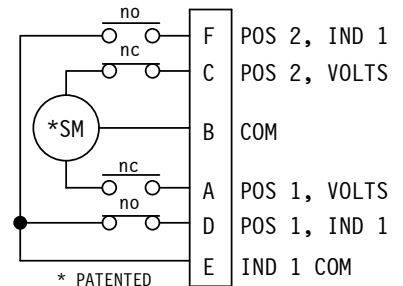 no
F POS 2, IND 1
nc
C POS 2, VOLTS
*SM
B COM
nc
A POS 1, VOLTS
no
D POS 1, IND 1
E IND 1 COM
* PATENTED